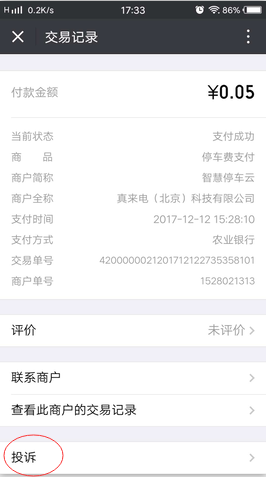 H 0.2K/s 17:33 86%
交易记录
付款金额 ¥0.05
当前状态 支付成功
商 品 停车费支付
商户简称 智慧停车云
商户全称 真来电（北京）科技有限公司
支付时间 2017-12-12 15:28:10
支付方式 农业银行
交易单号 4200000021201712122735358101
商户单号 1528021313
评价 未评价
联系商户
查看此商户的交易记录
投诉